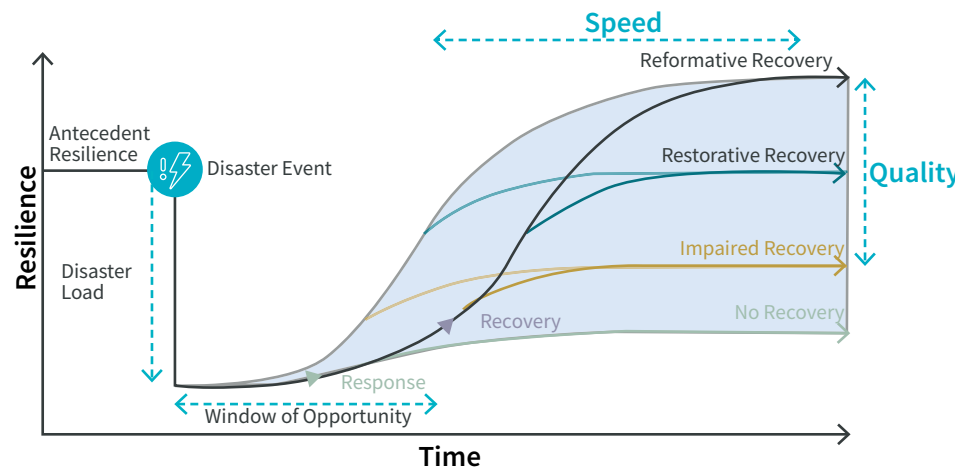 Speed
Reformative Recovery
Antecedent
Resilience
Disaster Event
Restorative Recovery
Quality
Resilience
Disaster
Load
Impaired Recovery
No Recovery
Recovery
Response
Window of Opportunity
Time